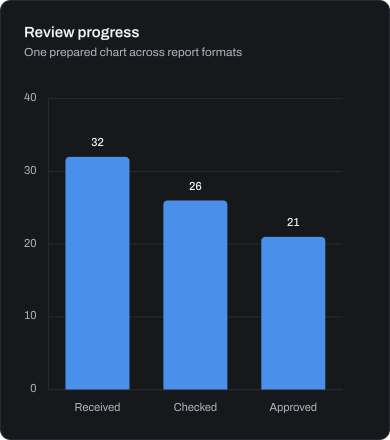 Review progress
One prepared chart across report formats
40
32
30
26
21
20
10
0
Received Checked Approved